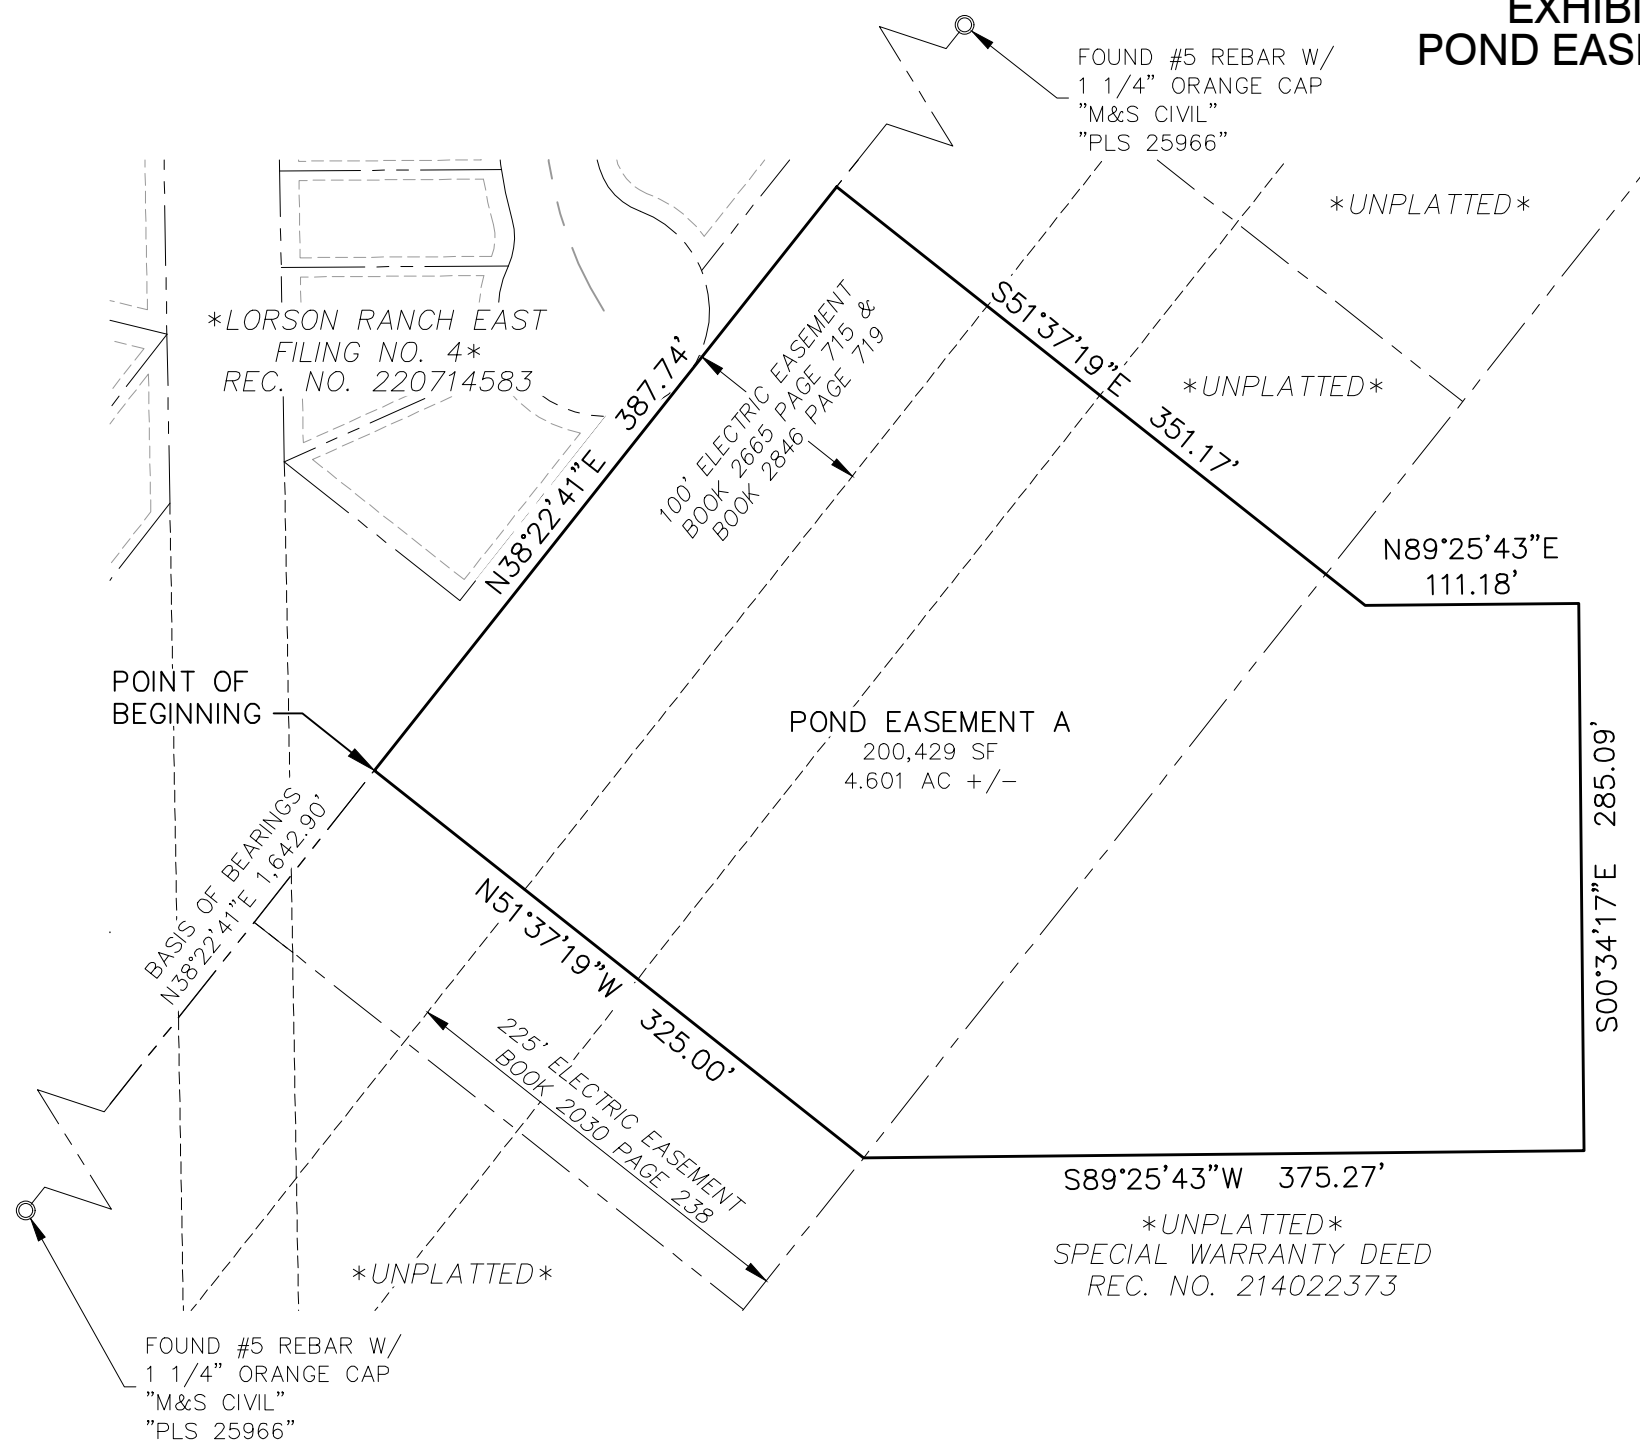 EXHIBI
POND EAS
FOUND #5 REBAR W/
1 1/4" ORANGE CAP
"M&S CIVIL"
"PLS 25966"
*UNPLATTED*
*LORSON RANCH EAST
FILING NO. 4*
REC. NO. 220714583
N38°22'41"E 387.74'
100' ELECTRIC EASEMENT
BOOK 2665 PAGE 715 &
BOOK 2846 PAGE 719
S51°37'19"E 351.17'
*UNPLATTED*
N89°25'43"E
111.18'
POINT OF
BEGINNING
POND EASEMENT A
200,429 SF
4.601 AC +/-
S00°34'17"E 285.09'
BASIS OF BEARINGS
N38°22'41"E 1,642.90'
N51°37'19"W 325.00'
225' ELECTRIC EASEMENT
BOOK 2030 PAGE 238
S89°25'43"W 375.27'
*UNPLATTED*
SPECIAL WARRANTY DEED
REC. NO. 214022373
*UNPLATTED*
FOUND #5 REBAR W/
1 1/4" ORANGE CAP
"M&S CIVIL"
"PLS 25966"